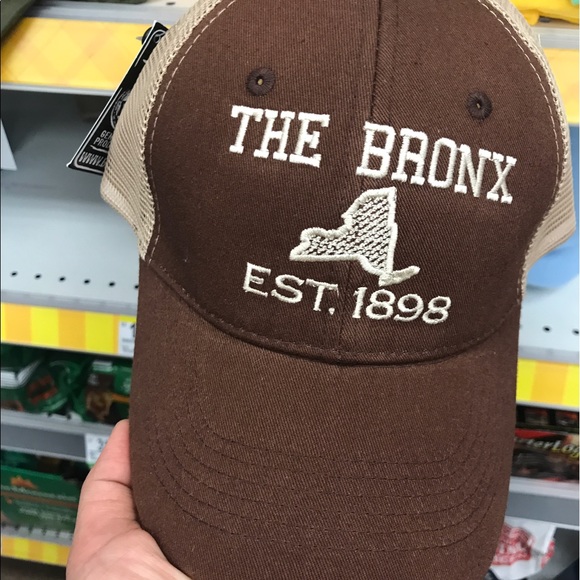 THE BRONX
EST. 1898